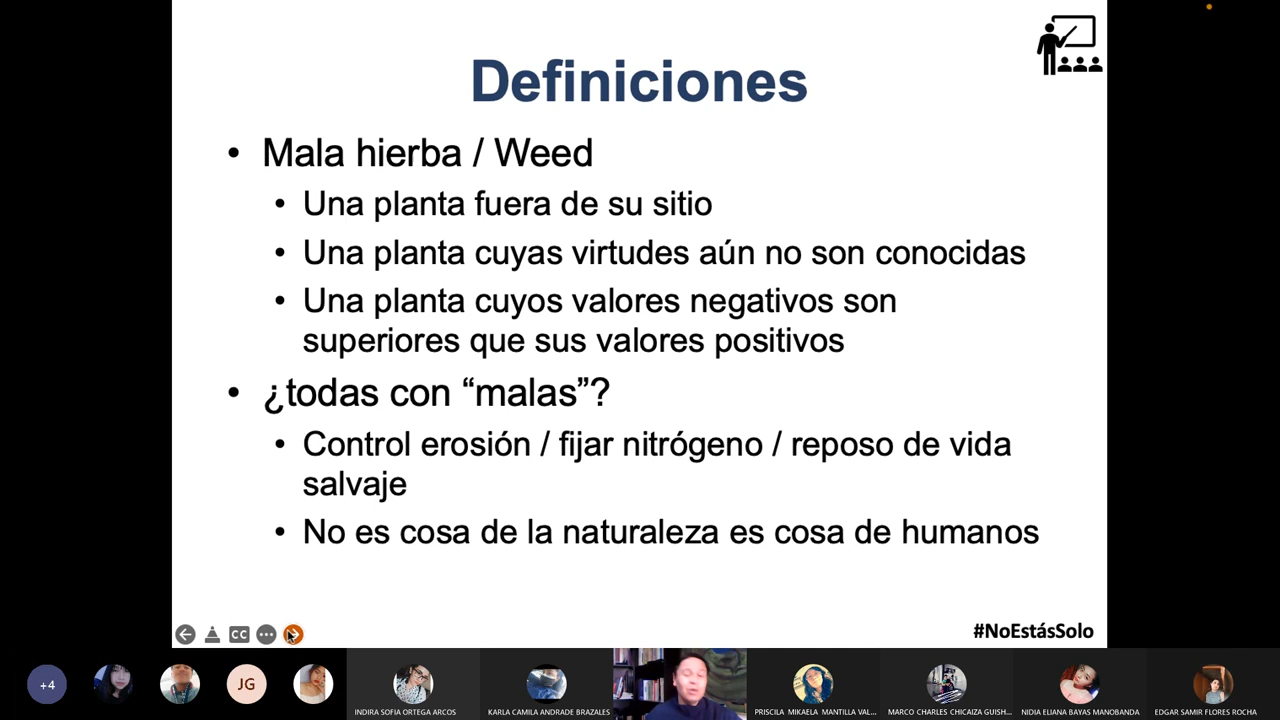 Definiciones
• Mala hierba / Weed
• Una planta fuera de su sitio
• Una planta cuyas virtudes aún no son conocidas
• Una planta cuyos valores negativos son
superiores que sus valores positivos
• ¿todas con “malas”?
• Control erosión / fijar nitrógeno / reposo de vida
salvaje
• No es cosa de la naturaleza es cosa de humanos
CC
#NoEstásSolo
+4
JG
INDIRA SOFIA ORTEGA ARCOS
KARLA CAMILA ANDRADE BRAZALES
PRISCILA MIKAELA MANTILLA VAL...
MARCO CHARLES CHICAIZA GUISH...
NIDIA ELIANA BAYAS MANOBANDA
EDGAR SAMIR FLORES ROCHA